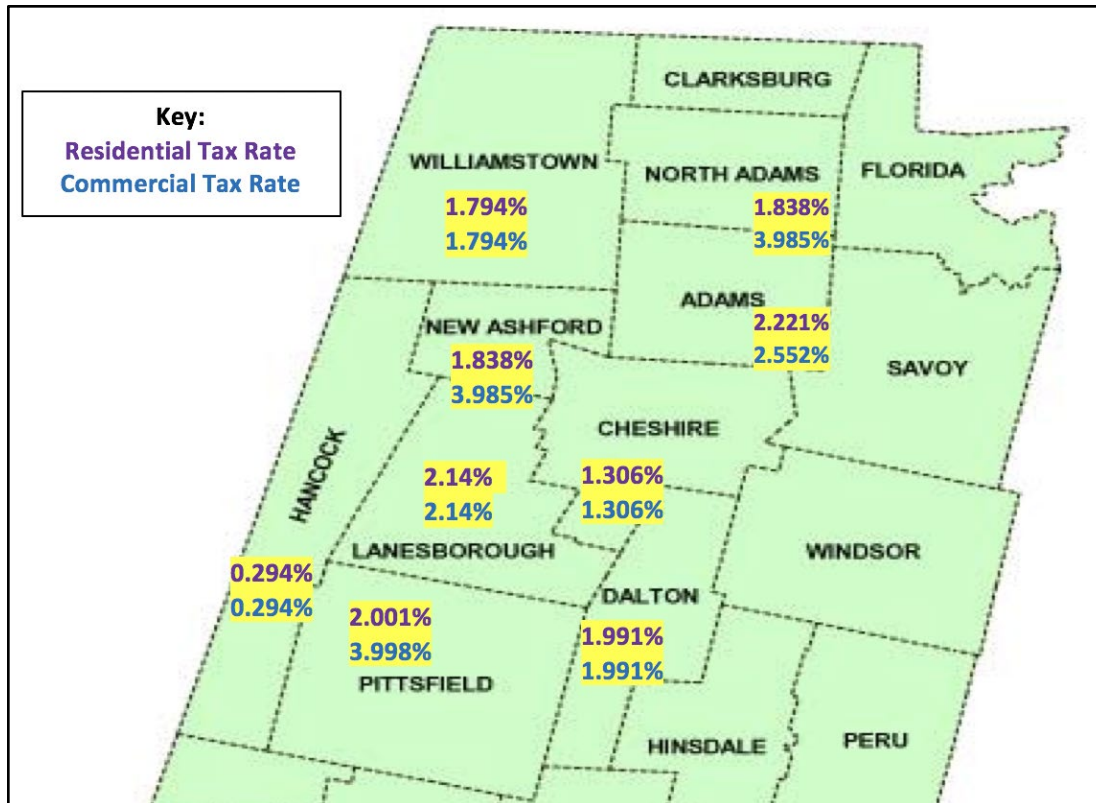 Key:
Residential Tax Rate
Commercial Tax Rate
CLARKSBURG
WILLIAMSTOWN
1.794%
1.794%
NORTH ADAMS
1.838%
3.985%
FLORIDA
ADAMS
2.221%
2.552%
NEW ASHFORD
1.838%
3.985%
SAVOY
CHESHIRE
1.306%
1.306%
HANCOCK
0.294%
0.294%
2.14%
2.14%
LANESBOROUGH
WINDSOR
DALTON
1.991%
1.991%
2.001%
3.998%
PITTSFIELD
HINSDALE
PERU